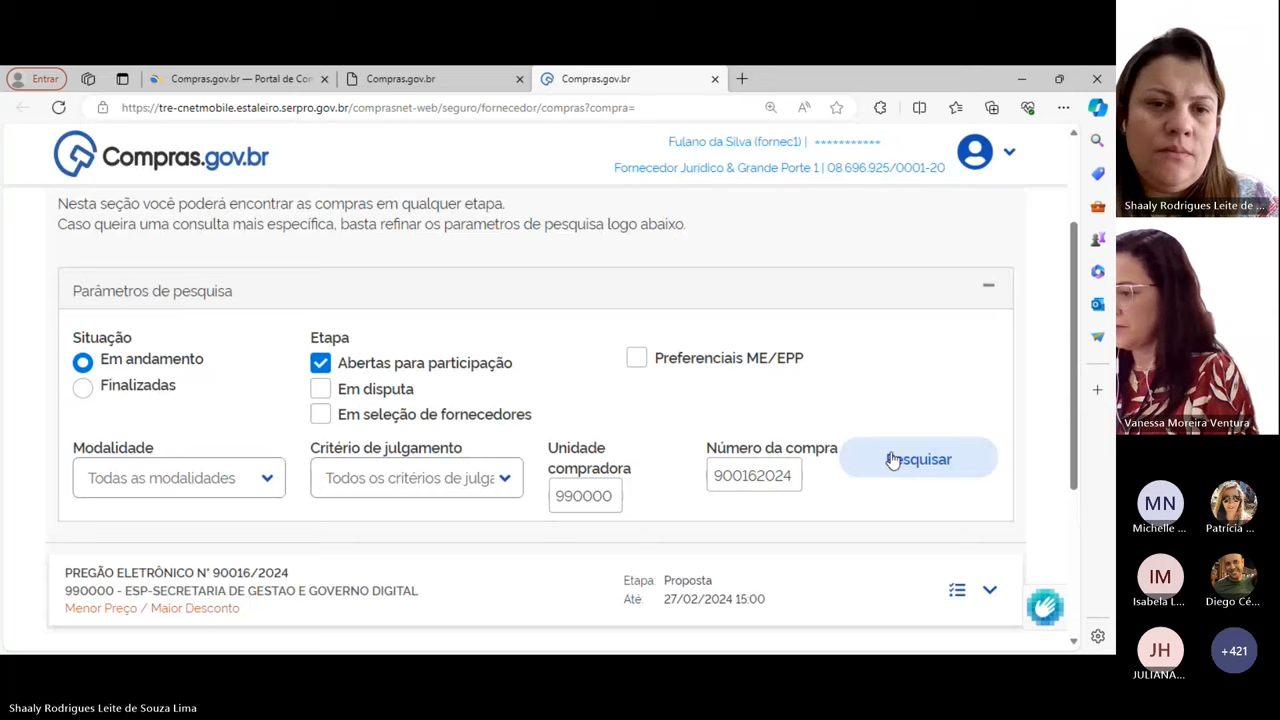 Entrar
Compras.gov.br — Portal de Con
Compras.gov.br
Compras.gov.br
https://tre-cnetmobile.estaleiro.serpro.gov.br/comprasnet-web/seguro/fornecedor/compras?compra=
Compras.gov.br
Fulano da Silva (fornec1) | ***********
Fornecedor Jurídico & Grande Porte 1 | 08.696.925/0001-20
Nesta seção você poderá encontrar as compras em qualquer etapa.
Caso queira uma consulta mais específica, basta refinar os parametros de pesquisa logo abaixo.
Parâmetros de pesquisa
Situação
Em andamento
Finalizadas
Etapa
Abertas para participação
Em disputa
Em seleção de fornecedores
Preferenciais ME/EPP
Modalidade
Todas as modalidades
Critério de julgamento
Todos os critérios de julga
Unidade
compradora
990000
Número da compra
900162024
esquisar
PREGÃO ELETRÔNICO N° 90016/2024
990000 - ESP-SECRETARIA DE GESTAO E GOVERNO DIGITAL
Menor Preço / Maior Desconto
Etapa: Proposta
Até: 27/02/2024 15:00
Shaaly Rodrigues Leite de ...
Vanessa Moreira Ventura
MN
Michelle ...
Patrícia ...
IM
Isabela L...
Diego Cé...
JH
JULIANA...
+421
Shaaly Rodrigues Leite de Souza Lima